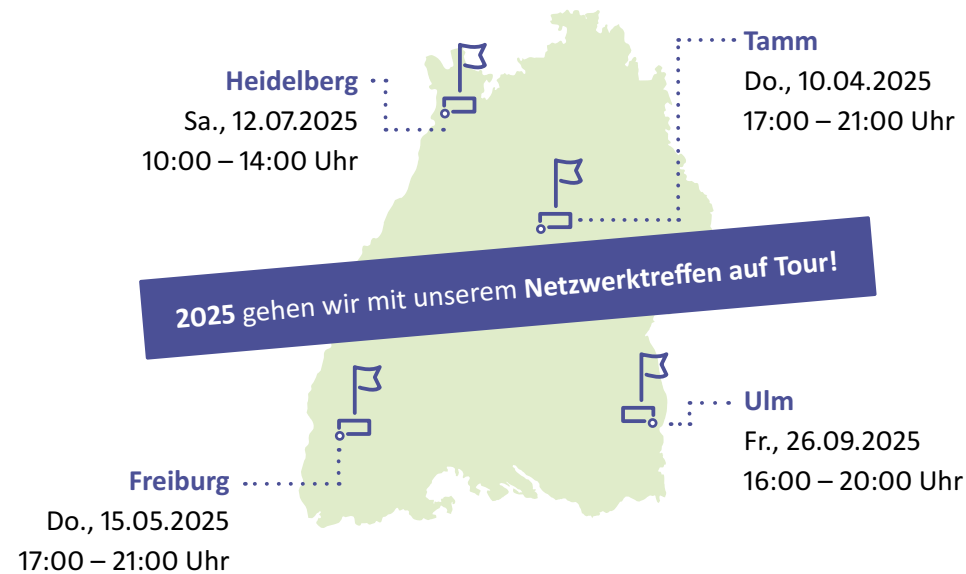 Heidelberg
Sa., 12.07.2025
10:00 – 14:00 Uhr
Tamm
Do., 10.04.2025
17:00 – 21:00 Uhr
2025 gehen wir mit unserem Netzwerktreffen auf Tour!
Freiburg
Do., 15.05.2025
17:00 – 21:00 Uhr
Ulm
Fr., 26.09.2025
16:00 – 20:00 Uhr